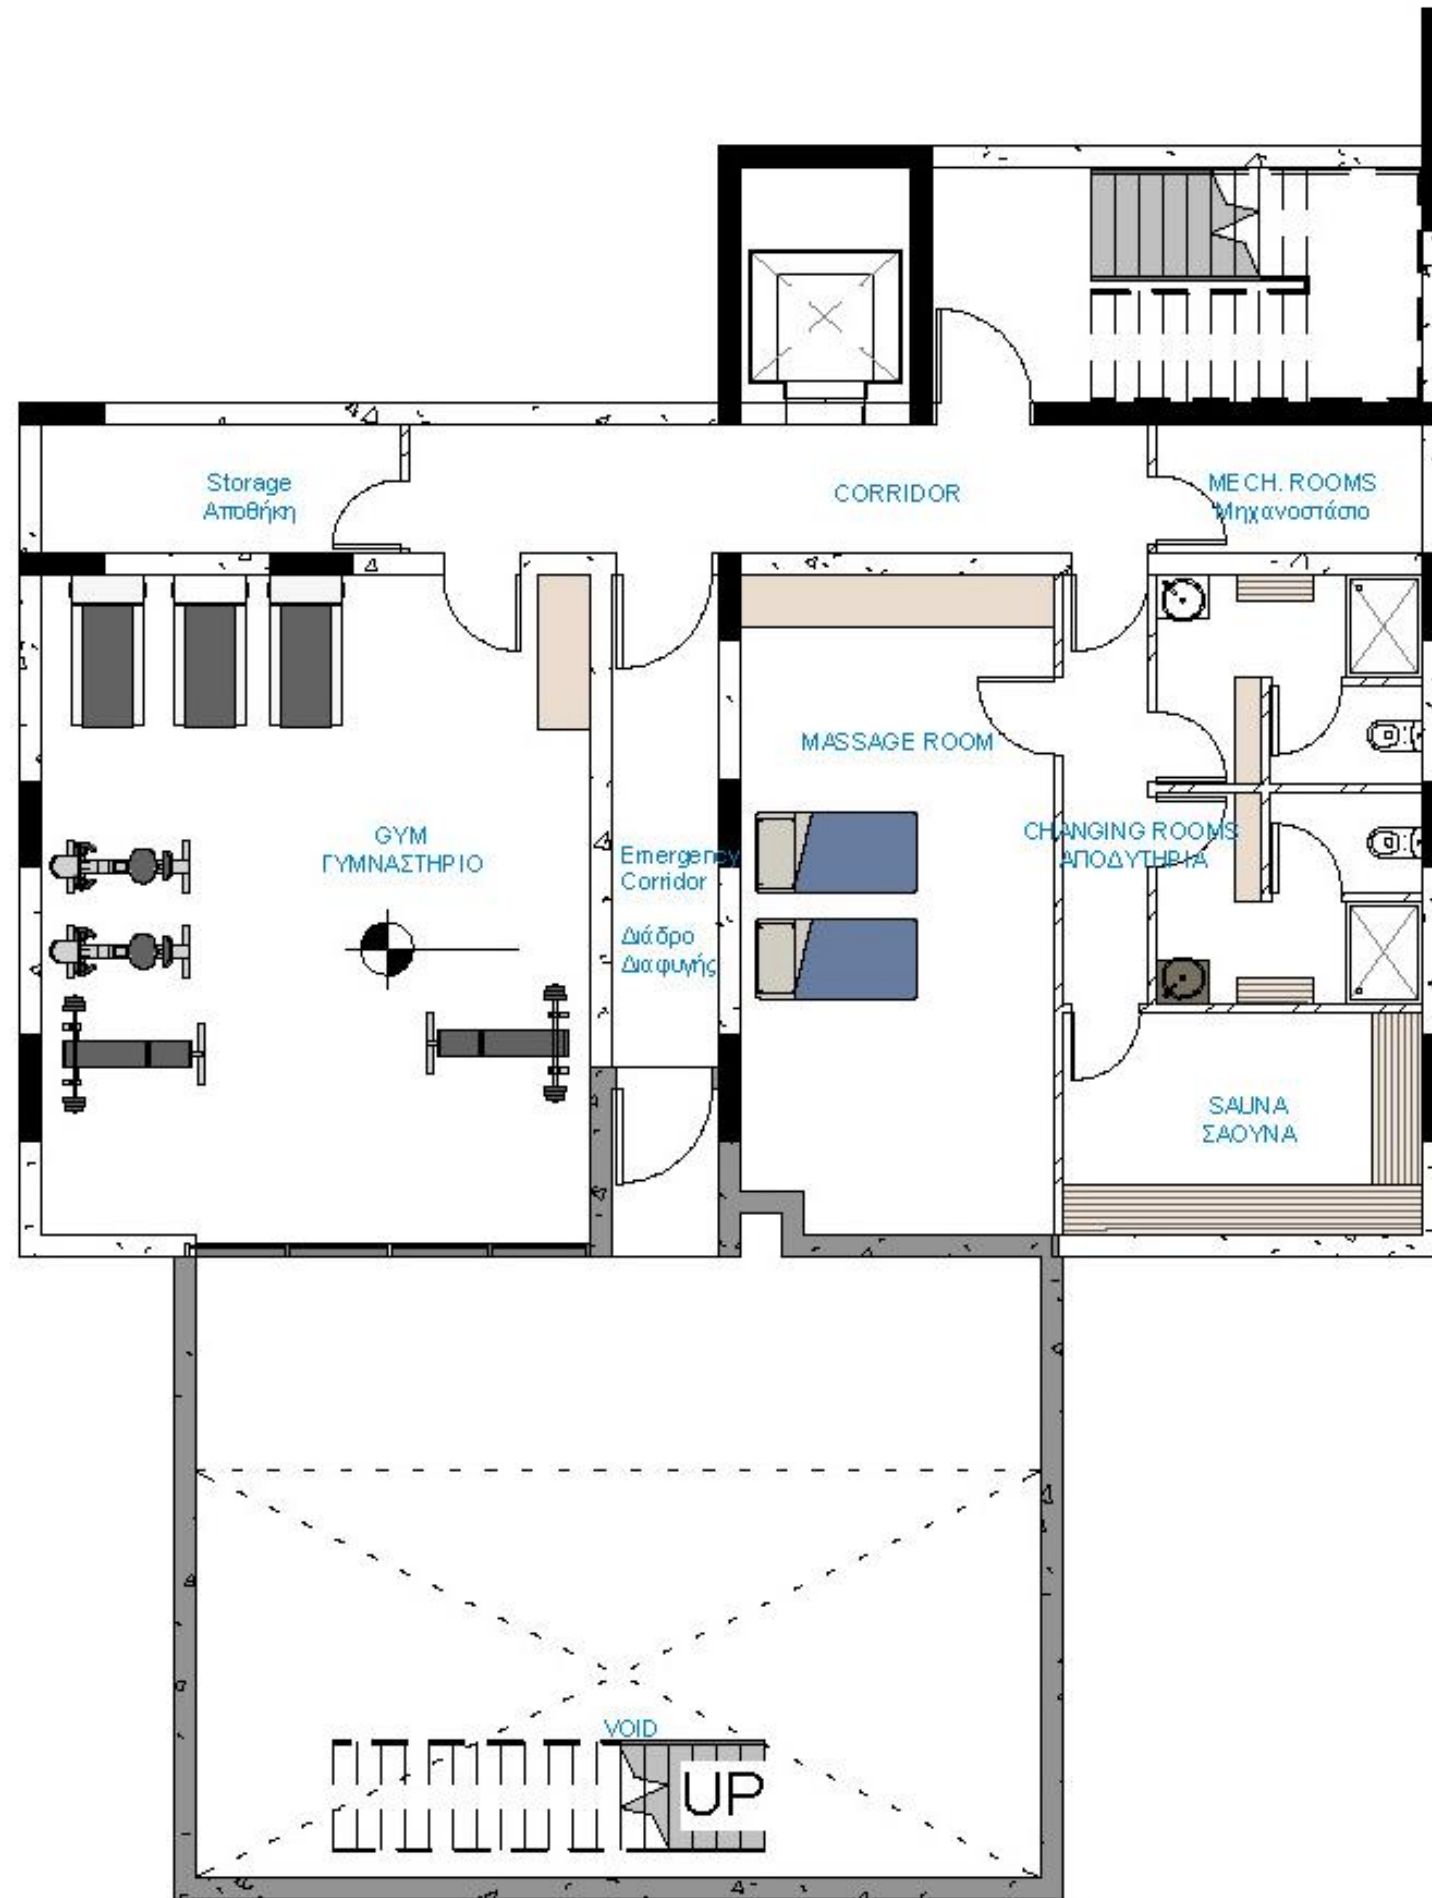 Storage
Αποθήκη
CORRIDOR
MECH. ROOMS
Μηχανοστάσιο
MASSAGE ROOM
GYM
ΓΥΜΝΑΣΤΗΡΙΟ
Emergency
Corridor
Διάδρο
Διαφυγής
CHANGING ROOMS
ΑΠΟΔΥΤΗΡΙΑ
SAUNA
ΣΑΟΥΝΑ
VOID
UP